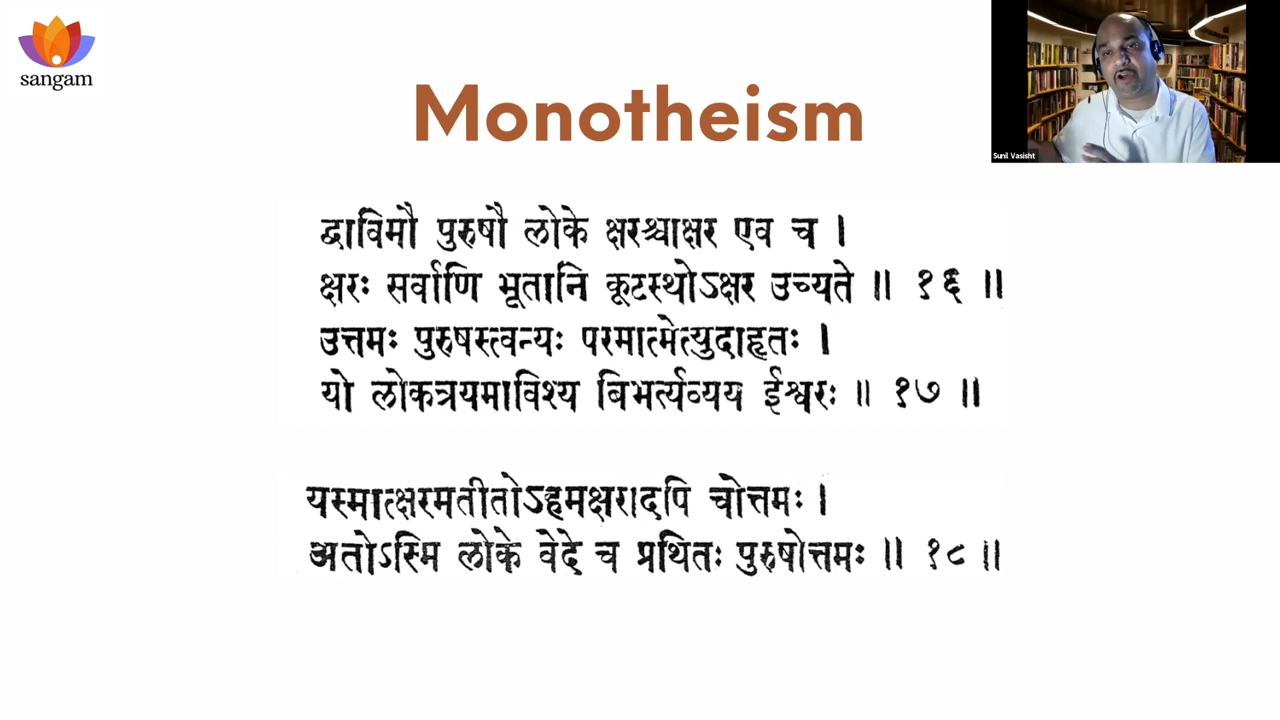 sangam
Monotheism
Sunil Vasisht
द्वाविमौ पुरुषौ लोके क्षरश्चाक्षर एव च ।
क्षरः सर्वाणि भूतानि कूटस्थोऽक्षर उच्यते ॥ १६ ॥
उत्तमः पुरुषस्त्वन्यः परमात्मेत्युदाहृतः ।
यो लोकत्रयमाविश्य बिभर्त्यव्यय ईश्वरः ॥ १७ ॥
यस्मात्क्षरमतीतोऽहमक्षरादपि चोत्तमः ।
अतोऽस्मि लोके वेदे च प्रथितः पुरुषोत्तमः ॥ १८ ॥